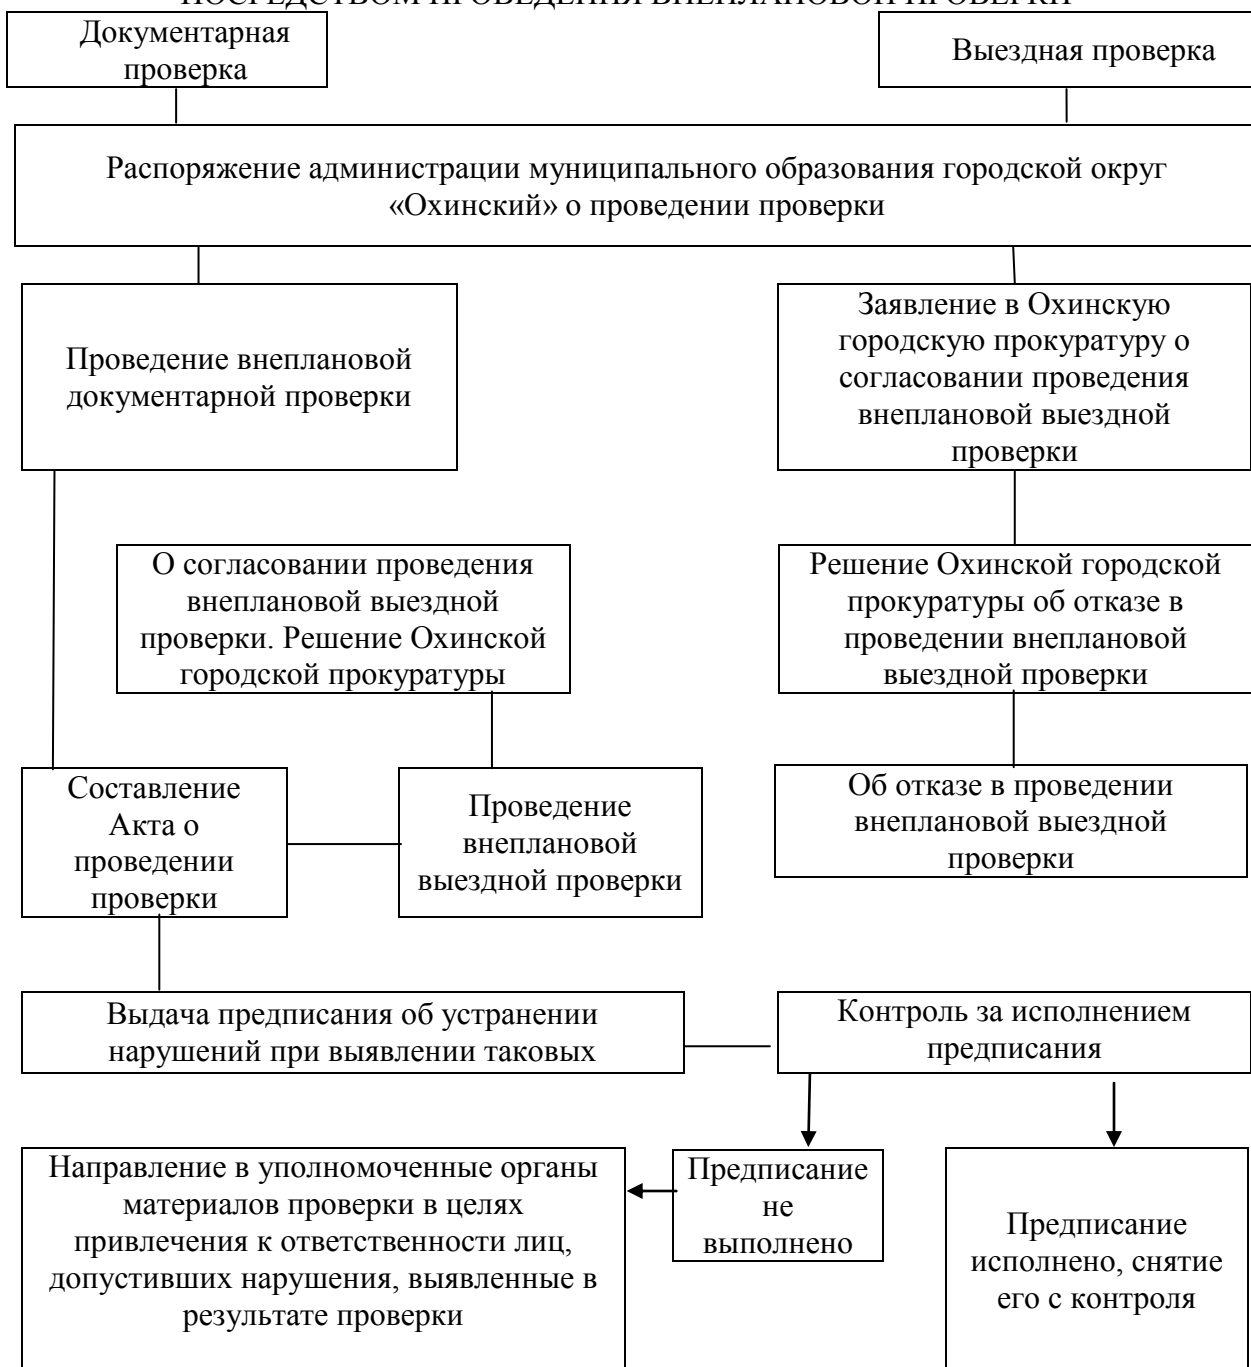 ПОСРЕДСТВОМ ПРОВЕДЕНИЯ ВНЕПЛАНОВОЙ ПРОВЕРКИ
Документарная
проверка
Выездная проверка
Распоряжение администрации муниципального образования городской округ
«Охинский» о проведении проверки
Проведение внеплановой
документарной проверки
Заявление в Охинскую
городскую прокуратуру о
согласовании проведения
внеплановой выездной
проверки
О согласовании проведения
внеплановой выездной
проверки. Решение Охинской
городской прокуратуры
Решение Охинской городской
прокуратуры об отказе в
проведении внеплановой
выездной проверки
Составление
Акта о
проведении
проверки
Проведение
внеплановой
выездной проверки
Об отказе в проведении
внеплановой выездной
проверки
Выдача предписания об устранении
нарушений при выявлении таковых
Контроль за исполнением
предписания
Направление в уполномоченные органы
материалов проверки в целях
привлечения к ответственности лиц,
допустивших нарушения, выявленные в
результате проверки
Предписание
не
выполнено
Предписание
исполнено, снятие
его с контроля